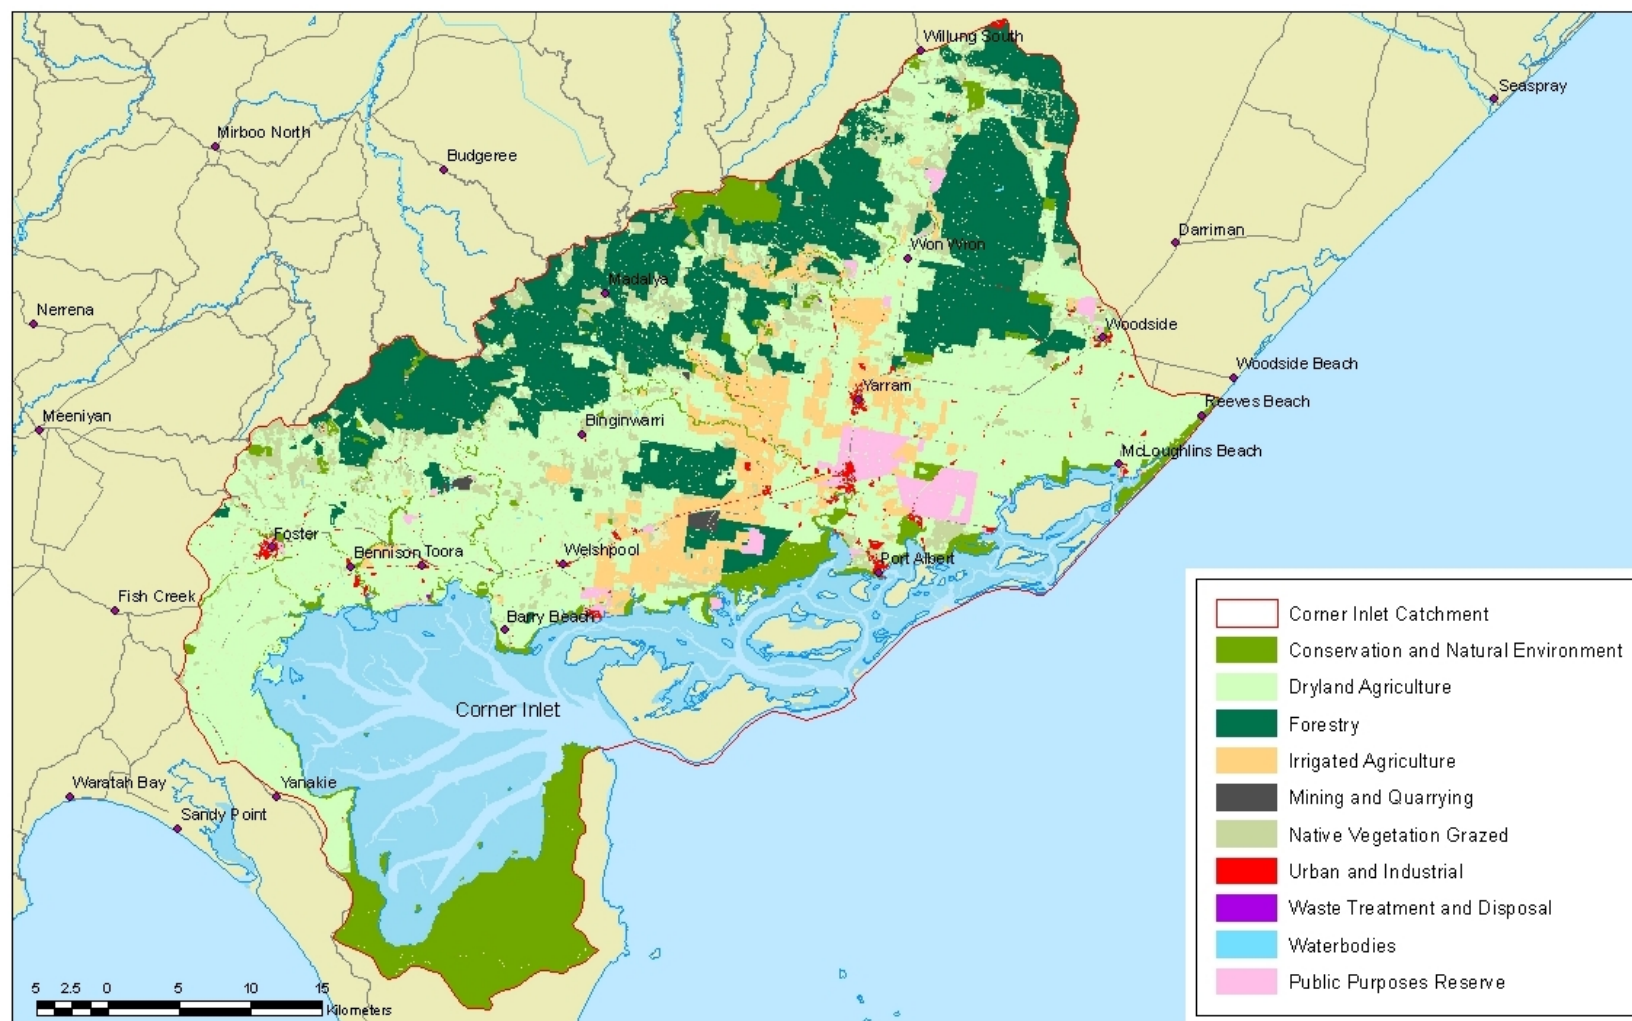 Willung South
Seaspray
Mirboo North
Budgeree
Darriman
Won Wron
Madalya
Nerrena
Woodside
Woodside Beach
Yarram
Reeves Beach
Meeniyan
Binginwarri
McLoughlins Beach
Foster
Bennison
Toora
Welshpool
Port Albert
Fish Creek
Barry Beach
Corner Inlet
Waratah Bay
Yanakie
Sandy Point
5 2.5 0 5 10 15
Kilometers
Corner Inlet Catchment
Conservation and Natural Environment
Dryland Agriculture
Forestry
Irrigated Agriculture
Mining and Quarrying
Native Vegetation Grazed
Urban and Industrial
Waste Treatment and Disposal
Waterbodies
Public Purposes Reserve